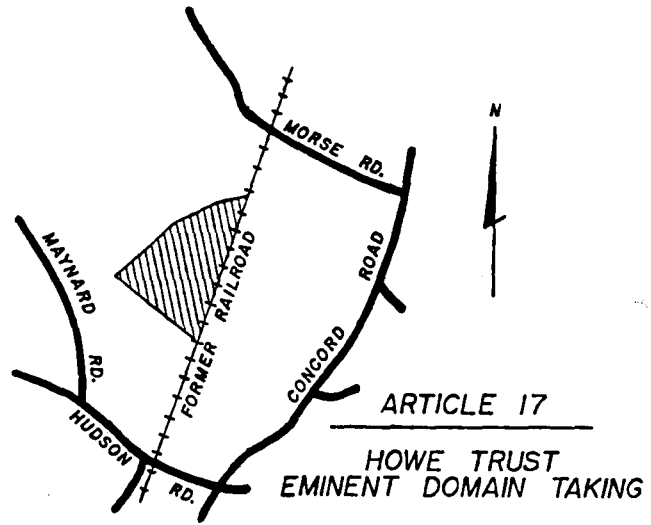 MORSE RD.
N
MAYNARD RD.
FORMER RAILROAD
CONCORD ROAD
HUDSON RD.
ARTICLE 17
HOWE TRUST
EMINENT DOMAIN TAKING